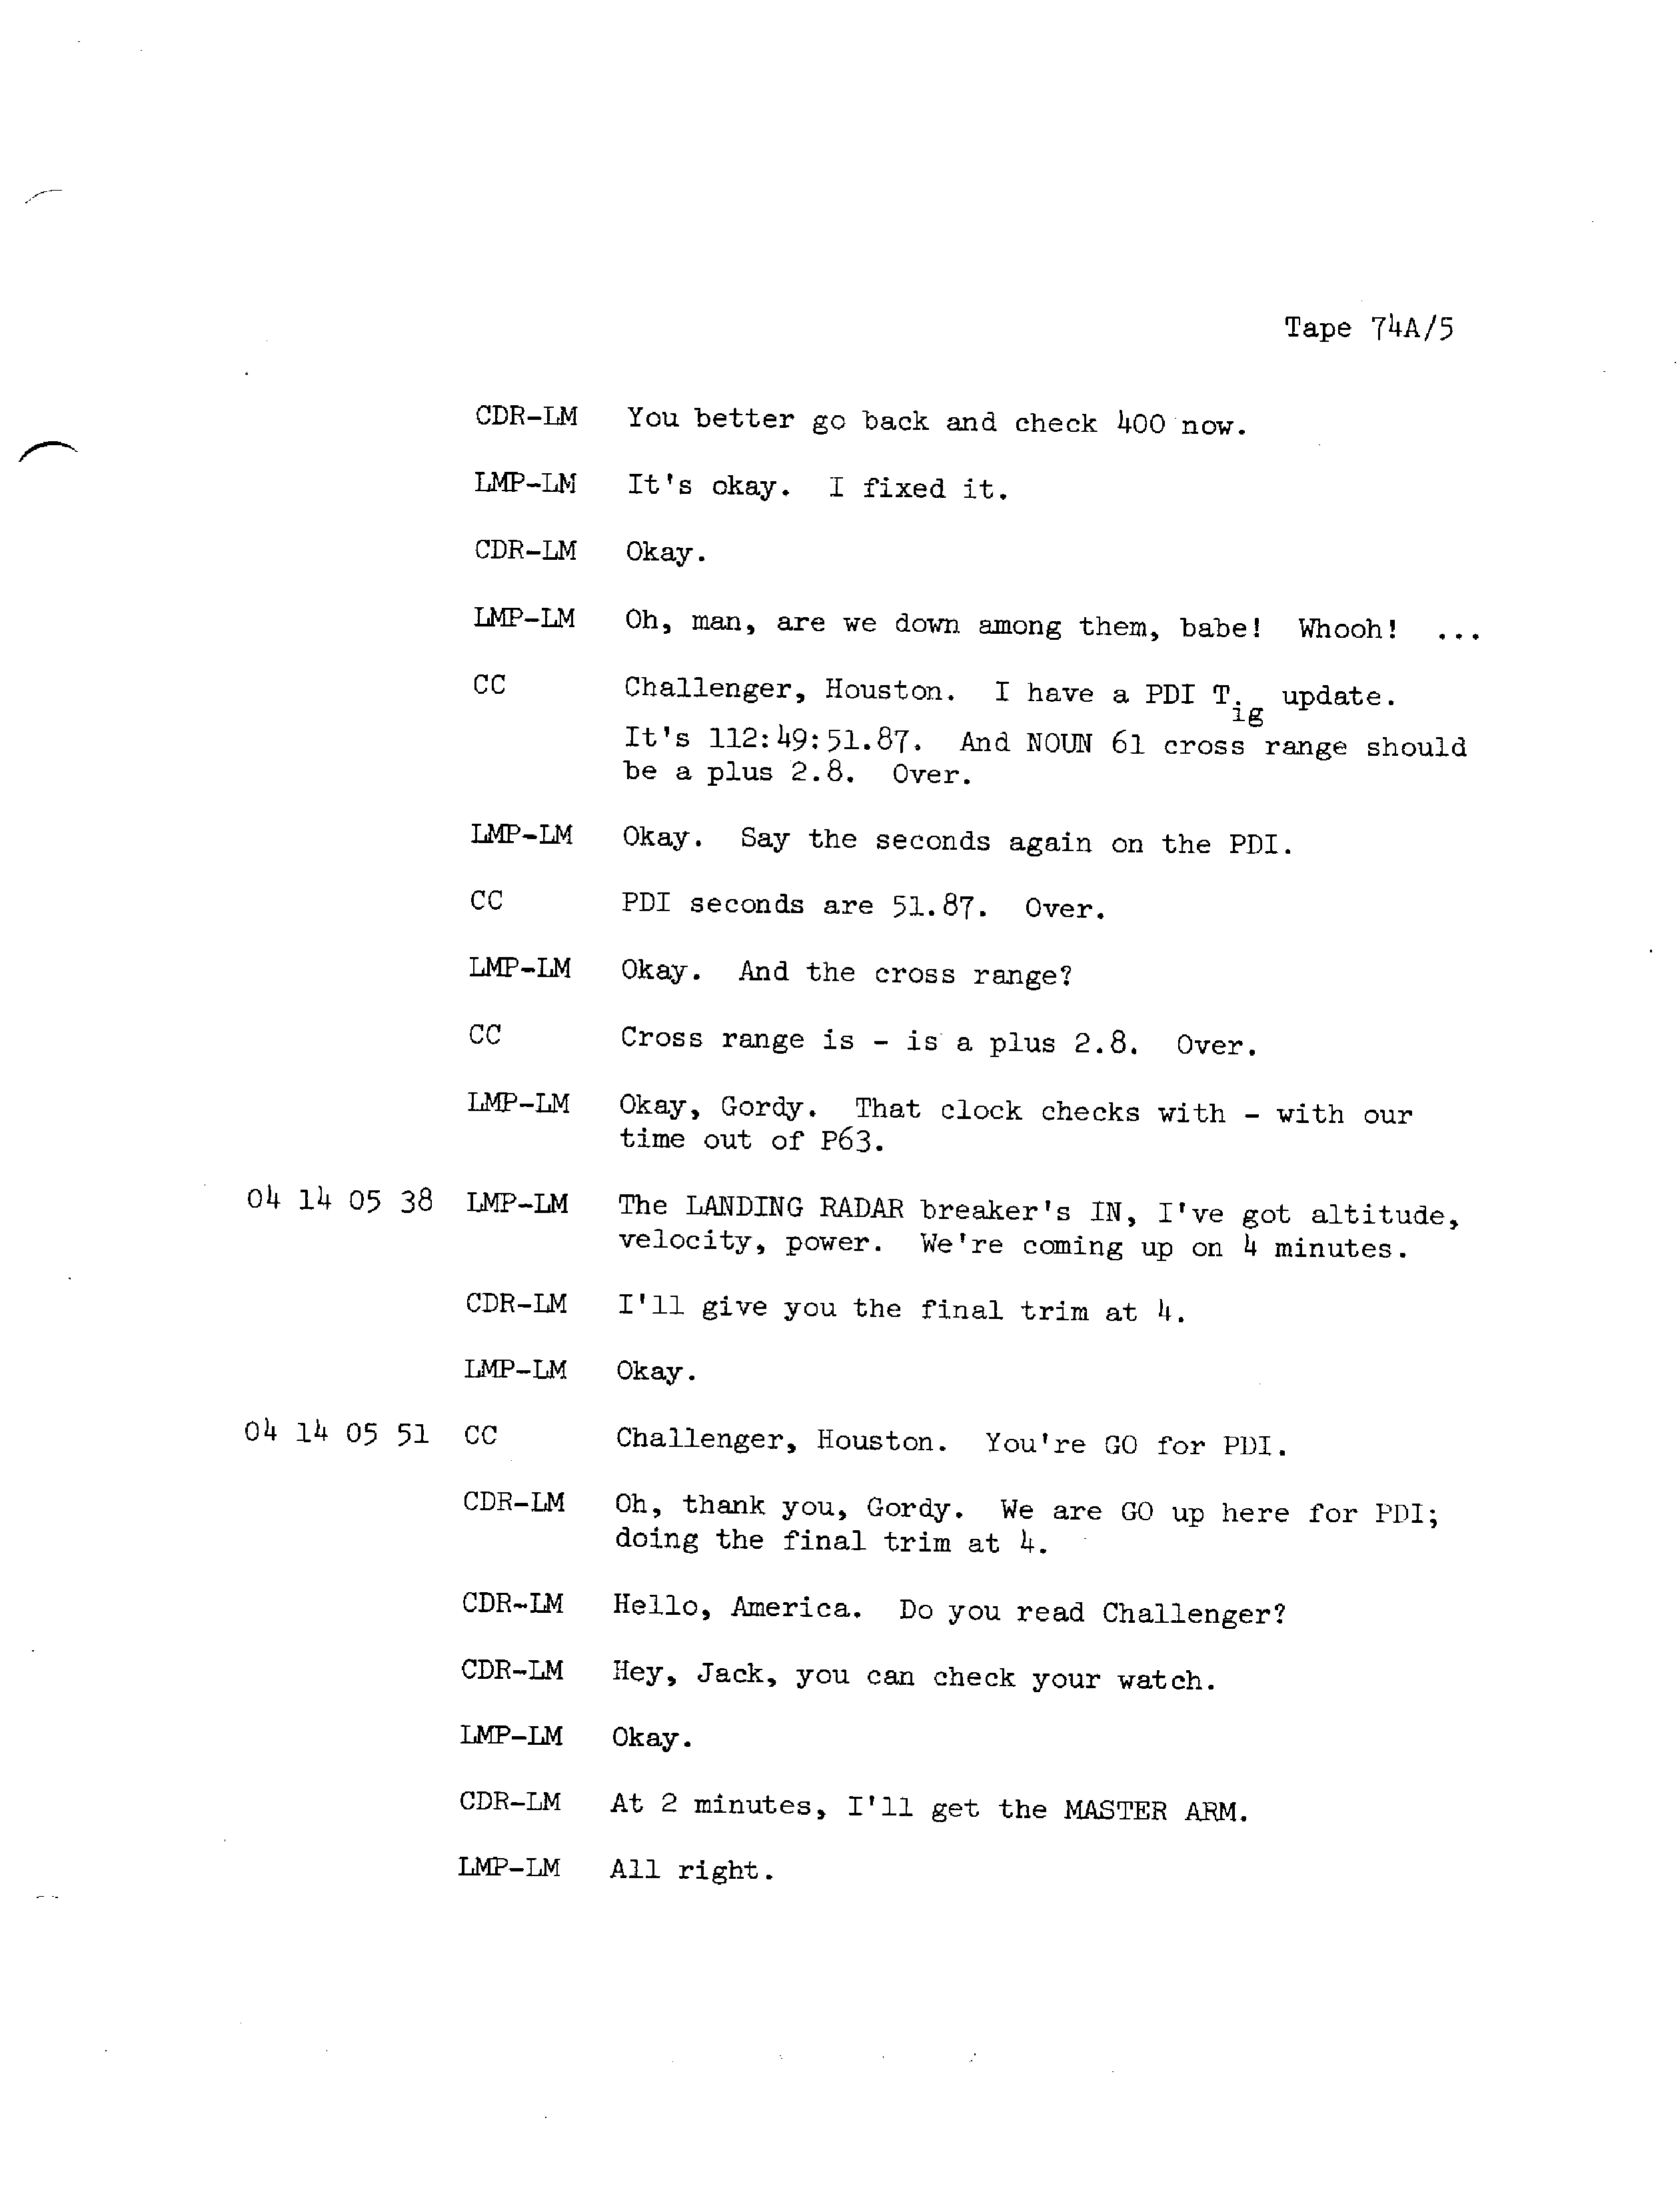 Tape 74A/5
CDR-LM You better go back and check 400 now.
LMP-LM It's okay. I fixed it.
CDR-LM Okay.
LMP-LM Oh, man, are we down among them, babe! Whooh! ...
CC Challenger, Houston. I have a PDI Tig update.
It's 112:49:51.87. And NOUN 61 cross range should
be a plus 2.8. Over.
LMP-LM Okay. Say the seconds again on the PDI.
CC PDI seconds are 51.87. Over.
LMP-LM Okay. And the cross range?
CC Cross range is - is a plus 2.8. Over.
LMP-LM Okay, Gordy. That clock checks with - with our
time out of P63.
04 14 05 38 LMP-LM The LANDING RADAR breaker's IN, I've got altitude,
velocity, power. We're coming up on 4 minutes.
CDR-LM I'll give you the final trim at 4.
LMP-LM Okay.
04 14 05 51 CC Challenger, Houston. You're GO for PDI.
CDR-LM Oh, thank you, Gordy. We are GO up here for PDI;
doing the final trim at 4.
CDR-LM Hello, America. Do you read Challenger?
CDR-LM Hey, Jack, you can check your watch.
LMP-LM Okay.
CDR-LM At 2 minutes, I'll get the MASTER ARM.
LMP-LM All right.